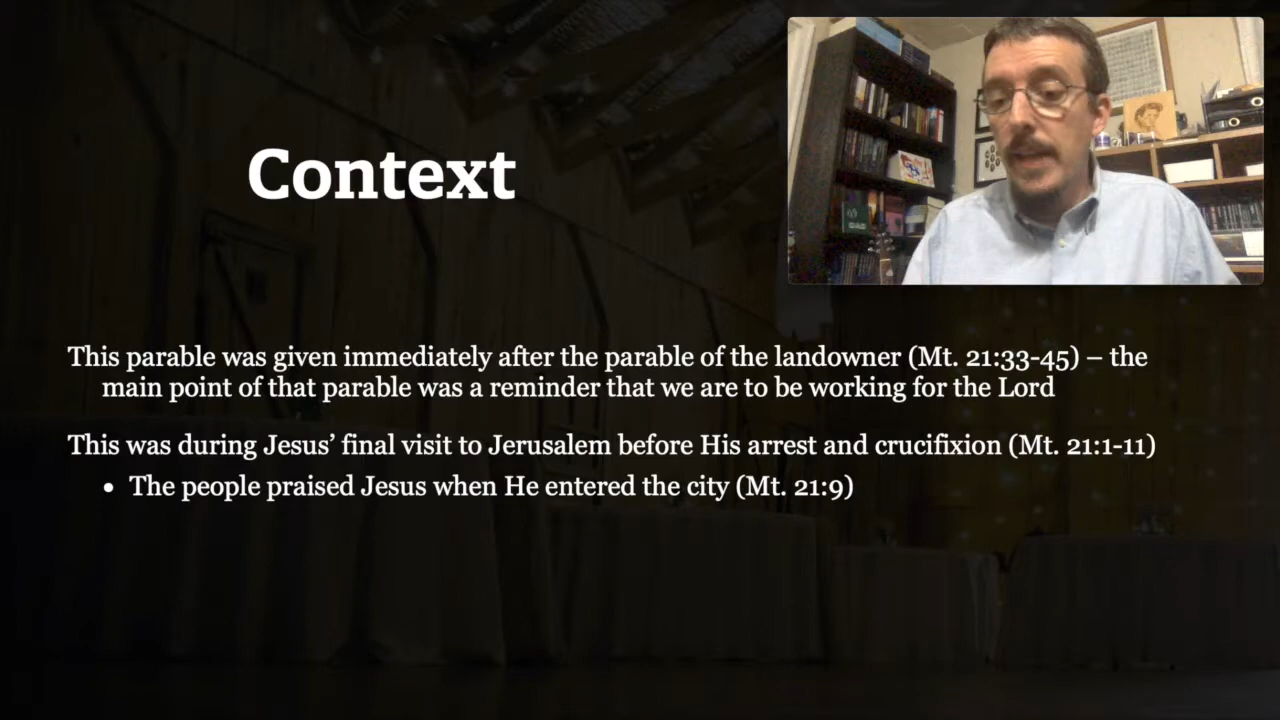 Context
This parable was given immediately after the parable of the landowner (Mt. 21:33-45) – the
main point of that parable was a reminder that we are to be working for the Lord
This was during Jesus’ final visit to Jerusalem before His arrest and crucifixion (Mt. 21:1-11)
• The people praised Jesus when He entered the city (Mt. 21:9)